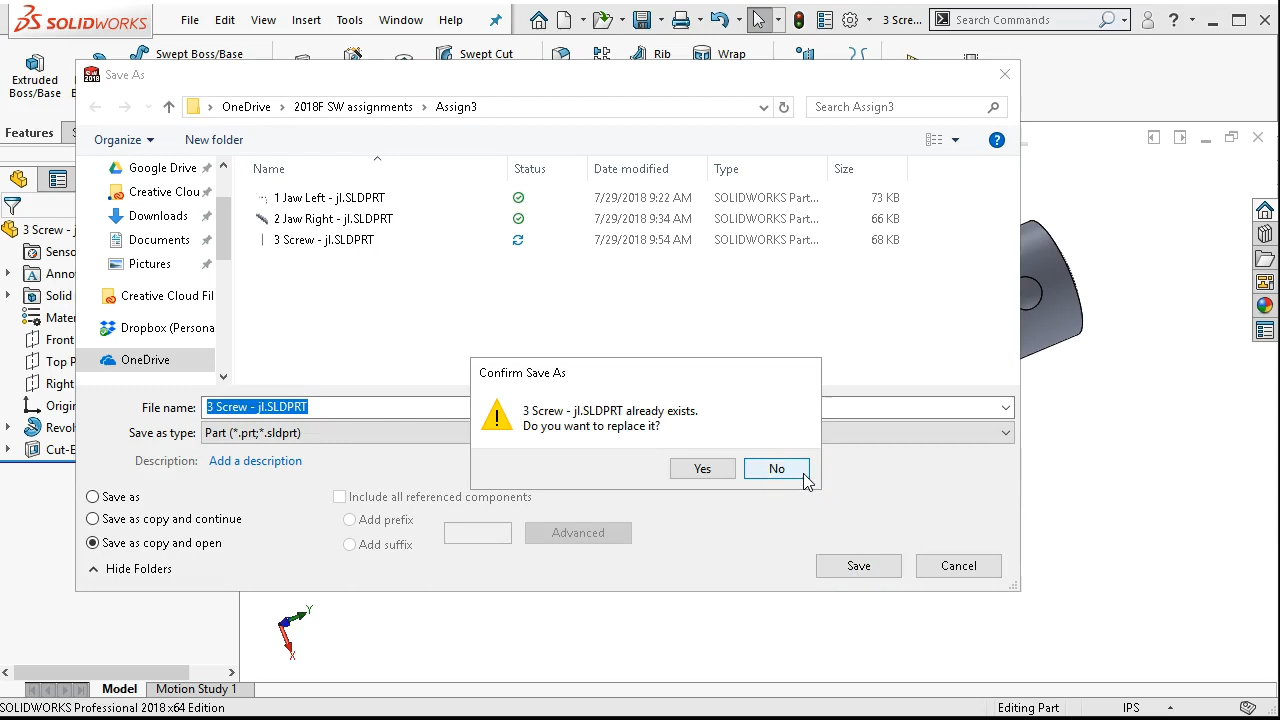 SOLIDWORKS
File Edit View Insert Tools Window Help
3 Scre...
Search Commands
?
Extruded
Boss/Base
Swept Boss/Base
Swept Cut
Rib
Wrap
Features
SW
2018
Save As
OneDrive > 2018F SW assignments > Assign3
Search Assign3
Organize
New folder
?
Name
Status
Date modified
Type
Size
Google Drive
Creative Clou
Downloads
Documents
Pictures
Creative Cloud Fil
Dropbox (Persona
OneDrive
1 Jaw Left - jl.SLDPRT 7/29/2018 9:22 AM SOLIDWORKS Part... 73 KB
2 Jaw Right - jl.SLDPRT 7/29/2018 9:34 AM SOLIDWORKS Part... 66 KB
3 Screw - jl.SLDPRT 7/29/2018 9:54 AM SOLIDWORKS Part... 68 KB
3 Screw - j
Senso
Anno
Solid
Mater
Front
Top P
Right
Origi
Revol
Cut-E
Confirm Save As
3 Screw - jl.SLDPRT already exists.
Do you want to replace it?
Yes
No
File name: 3 Screw - jl.SLDPRT
Save as type: Part (*.prt;*.sldprt)
Description: Add a description
Save as
Save as copy and continue
Save as copy and open
Include all referenced components
Add prefix
Add suffix
Advanced
Hide Folders
Save
Cancel
Y
X
Model
Motion Study 1
SOLIDWORKS Professional 2018 x64 Edition
Editing Part
IPS